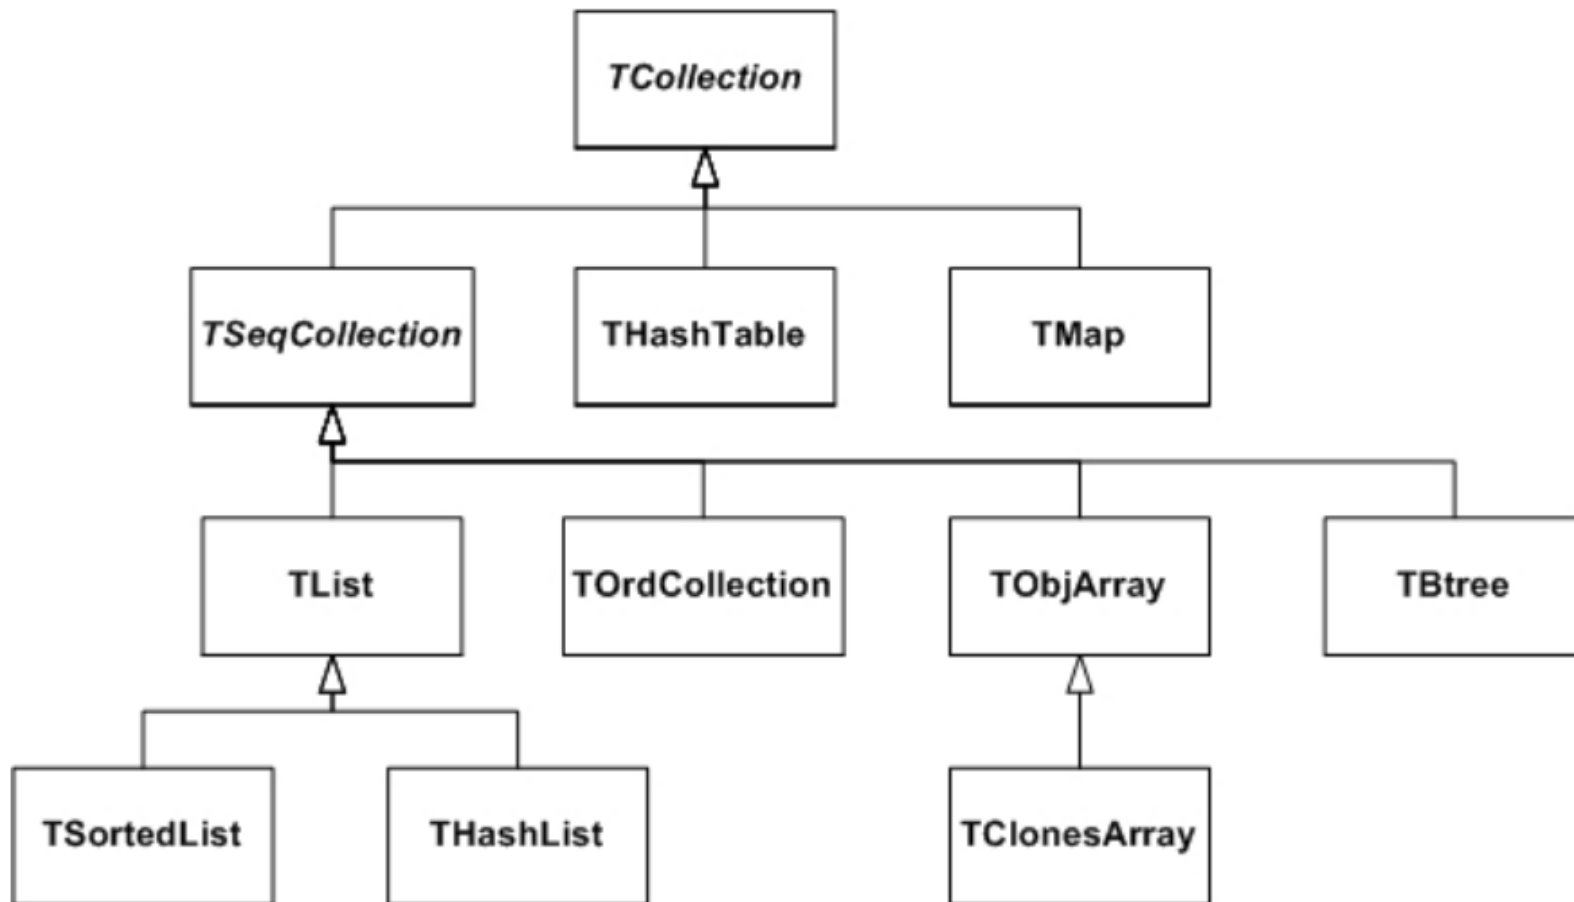 TCollection
TSeqCollection
THashTable
TMap
TList
TOrdCollection
TObjArray
TBtree
TSortedList
THashList
TClonesArray